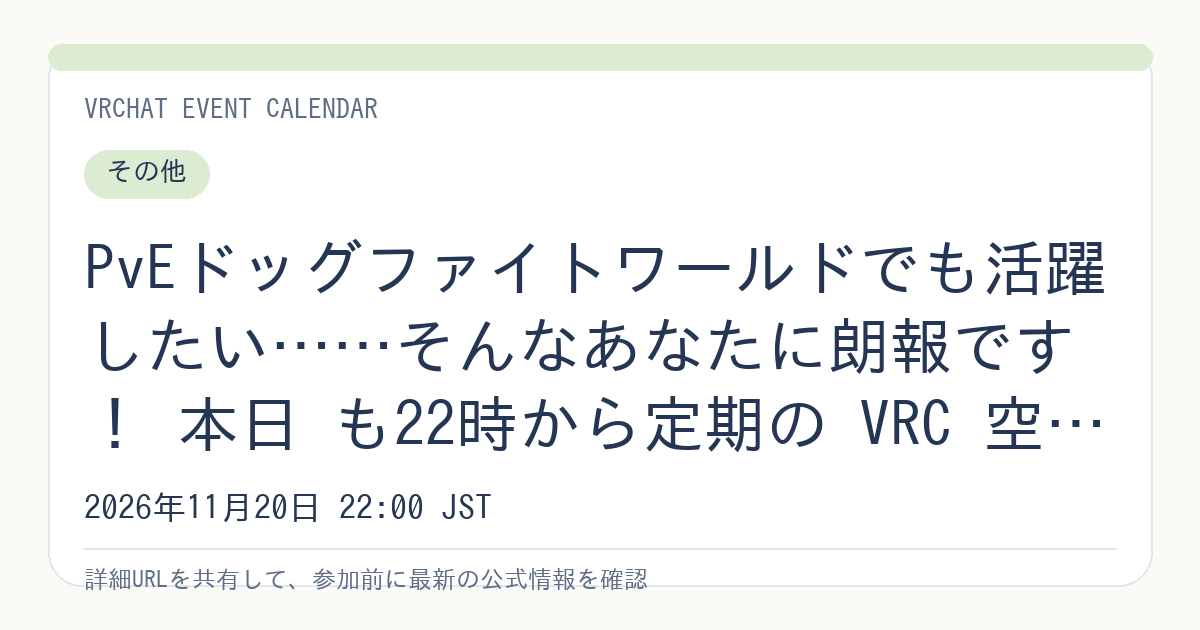 VRCHAT EVENT CALENDAR
その他
PvEドッグファイトワールドでも活躍
したい……そんなあなたに朗報です
！ 本日 も22時から定期の VRC 空…
2026年11月20日 22:00 JST
詳細URLを共有して、参加前に最新の公式情報を確認